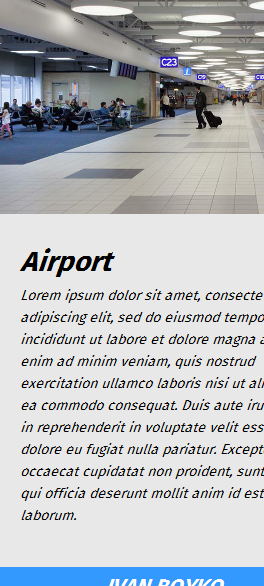 C23
C19
Airport
Lorem ipsum dolor sit amet, consecte
adipiscing elit, sed do eiusmod tempo
incididunt ut labore et dolore magna a
enim ad minim veniam, quis nostrud
exercitation ullamco laboris nisi ut ali
ea commodo consequat. Duis aute iru
in reprehenderit in voluptate velit ess
dolore eu fugiat nulla pariatur. Except
occaecat cupidatat non proident, sunt
qui officia deserunt mollit anim id est
laborum.
IVAN BOYKO